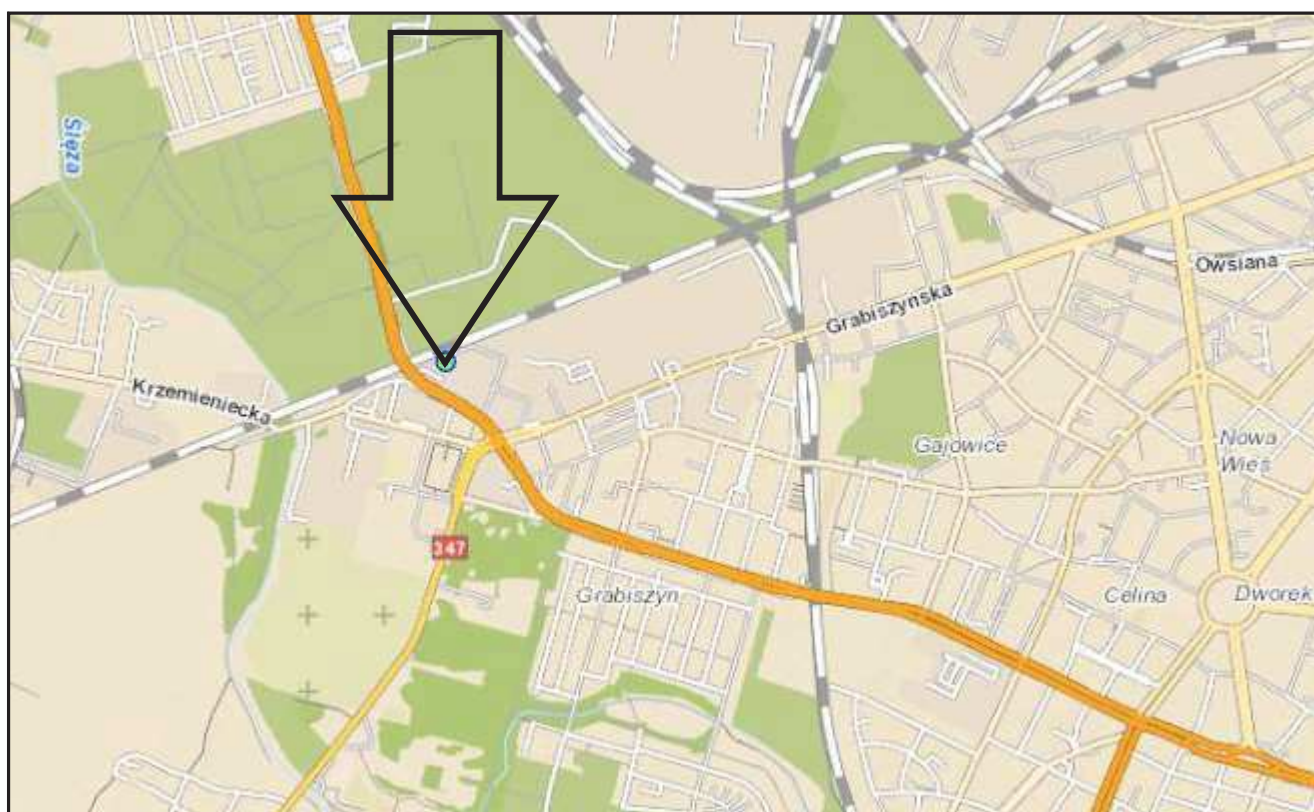 Ślęza
Owsiana
Grabiszyńska
Krzemieniecka
Gajowice
Nowa
Wieś
347
Grabiszyn
Celina
Dworek